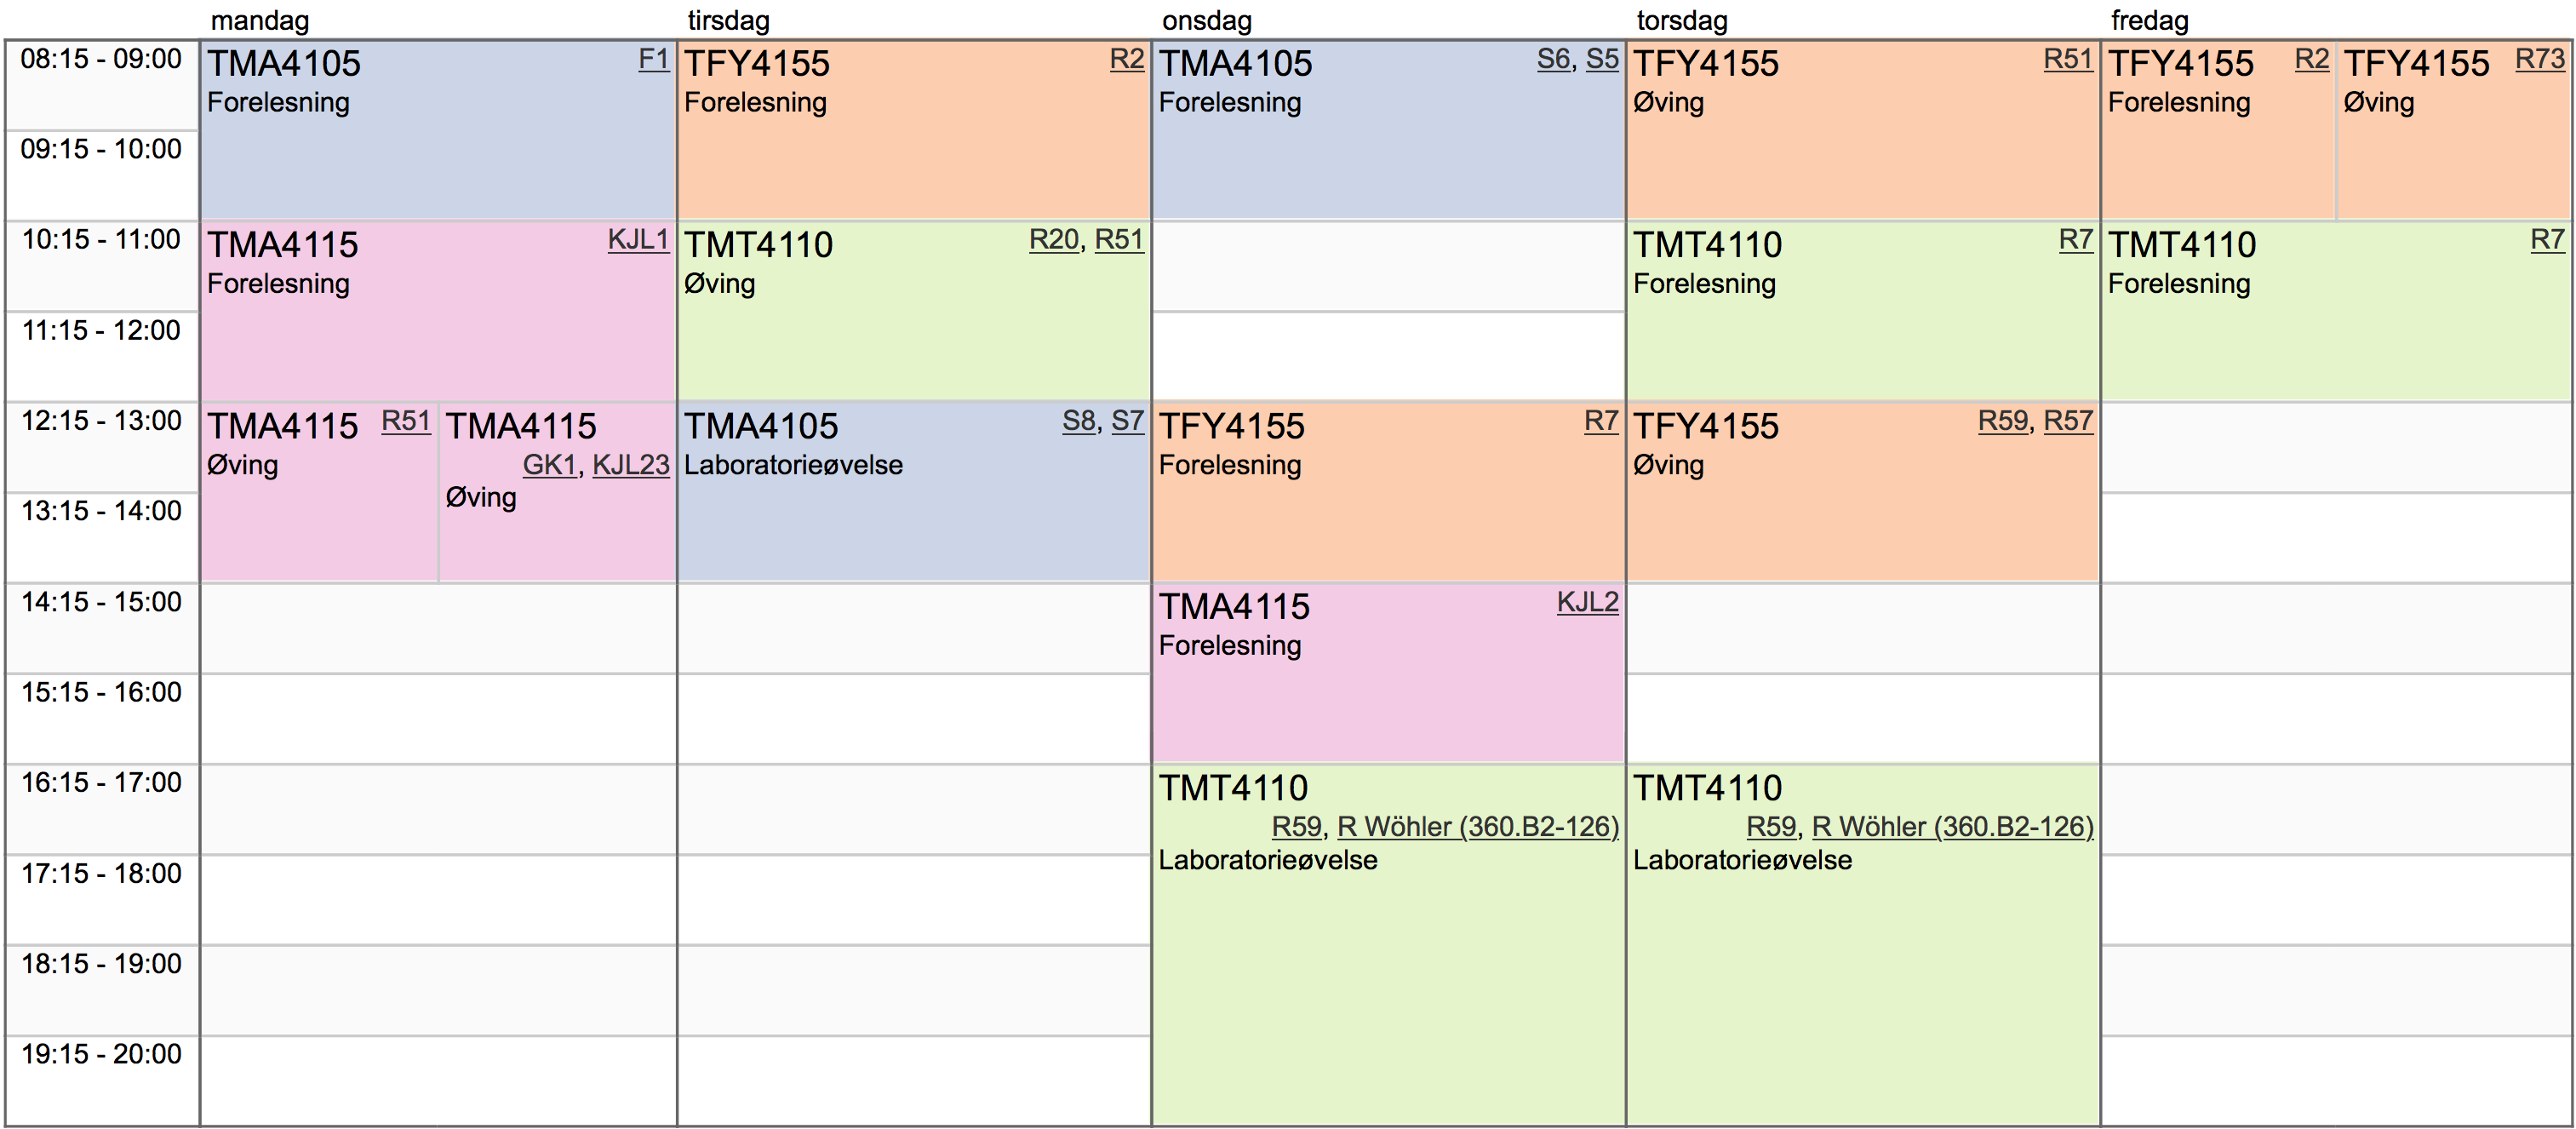 mandag tirsdag onsdag torsdag fredag
08:15 - 09:00
TMA4105 F1
Forelesning
TFY4155 R2
Forelesning
TMA4105 S6, S5
Forelesning
TFY4155 R51
Øving
TFY4155 R2
Forelesning
TFY4155 R73
Øving
09:15 - 10:00
10:15 - 11:00
TMA4115 KJL1
Forelesning
TMT4110 R20, R51
Øving
TMT4110 R7
Forelesning
TMT4110 R7
Forelesning
11:15 - 12:00
12:15 - 13:00
TMA4115 R51
Øving
TMA4115
GK1, KJL23
Øving
TMA4105 S8, S7
Laboratorieøvelse
TFY4155 R7
Forelesning
TFY4155 R59, R57
Øving
13:15 - 14:00
14:15 - 15:00
TMA4115 KJL2
Forelesning
15:15 - 16:00
16:15 - 17:00
TMT4110
R59, R Wöhler (360.B2-126)
Laboratorieøvelse
TMT4110
R59, R Wöhler (360.B2-126)
Laboratorieøvelse
17:15 - 18:00
18:15 - 19:00
19:15 - 20:00